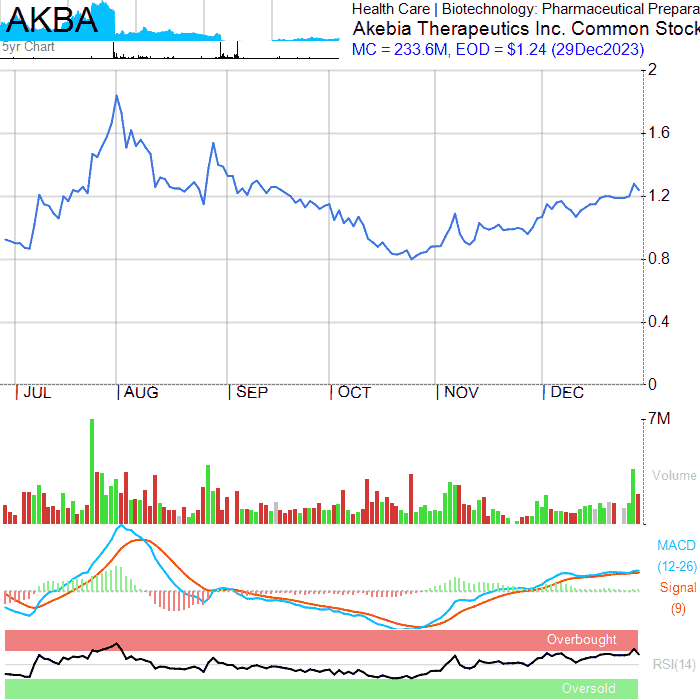 AKBA
5yr Chart
Health Care | Biotechnology: Pharmaceutical Prepara
Akebia Therapeutics Inc. Common Stock
MC = 233.6M, EOD = $1.24 (29Dec2023)
2
1.6
1.2
0.8
0.4
0
JUL AUG SEP OCT NOV DEC
7M
Volume
MACD
(12-26)
Signal
(9)
Overbought
RSI(14)
Oversold